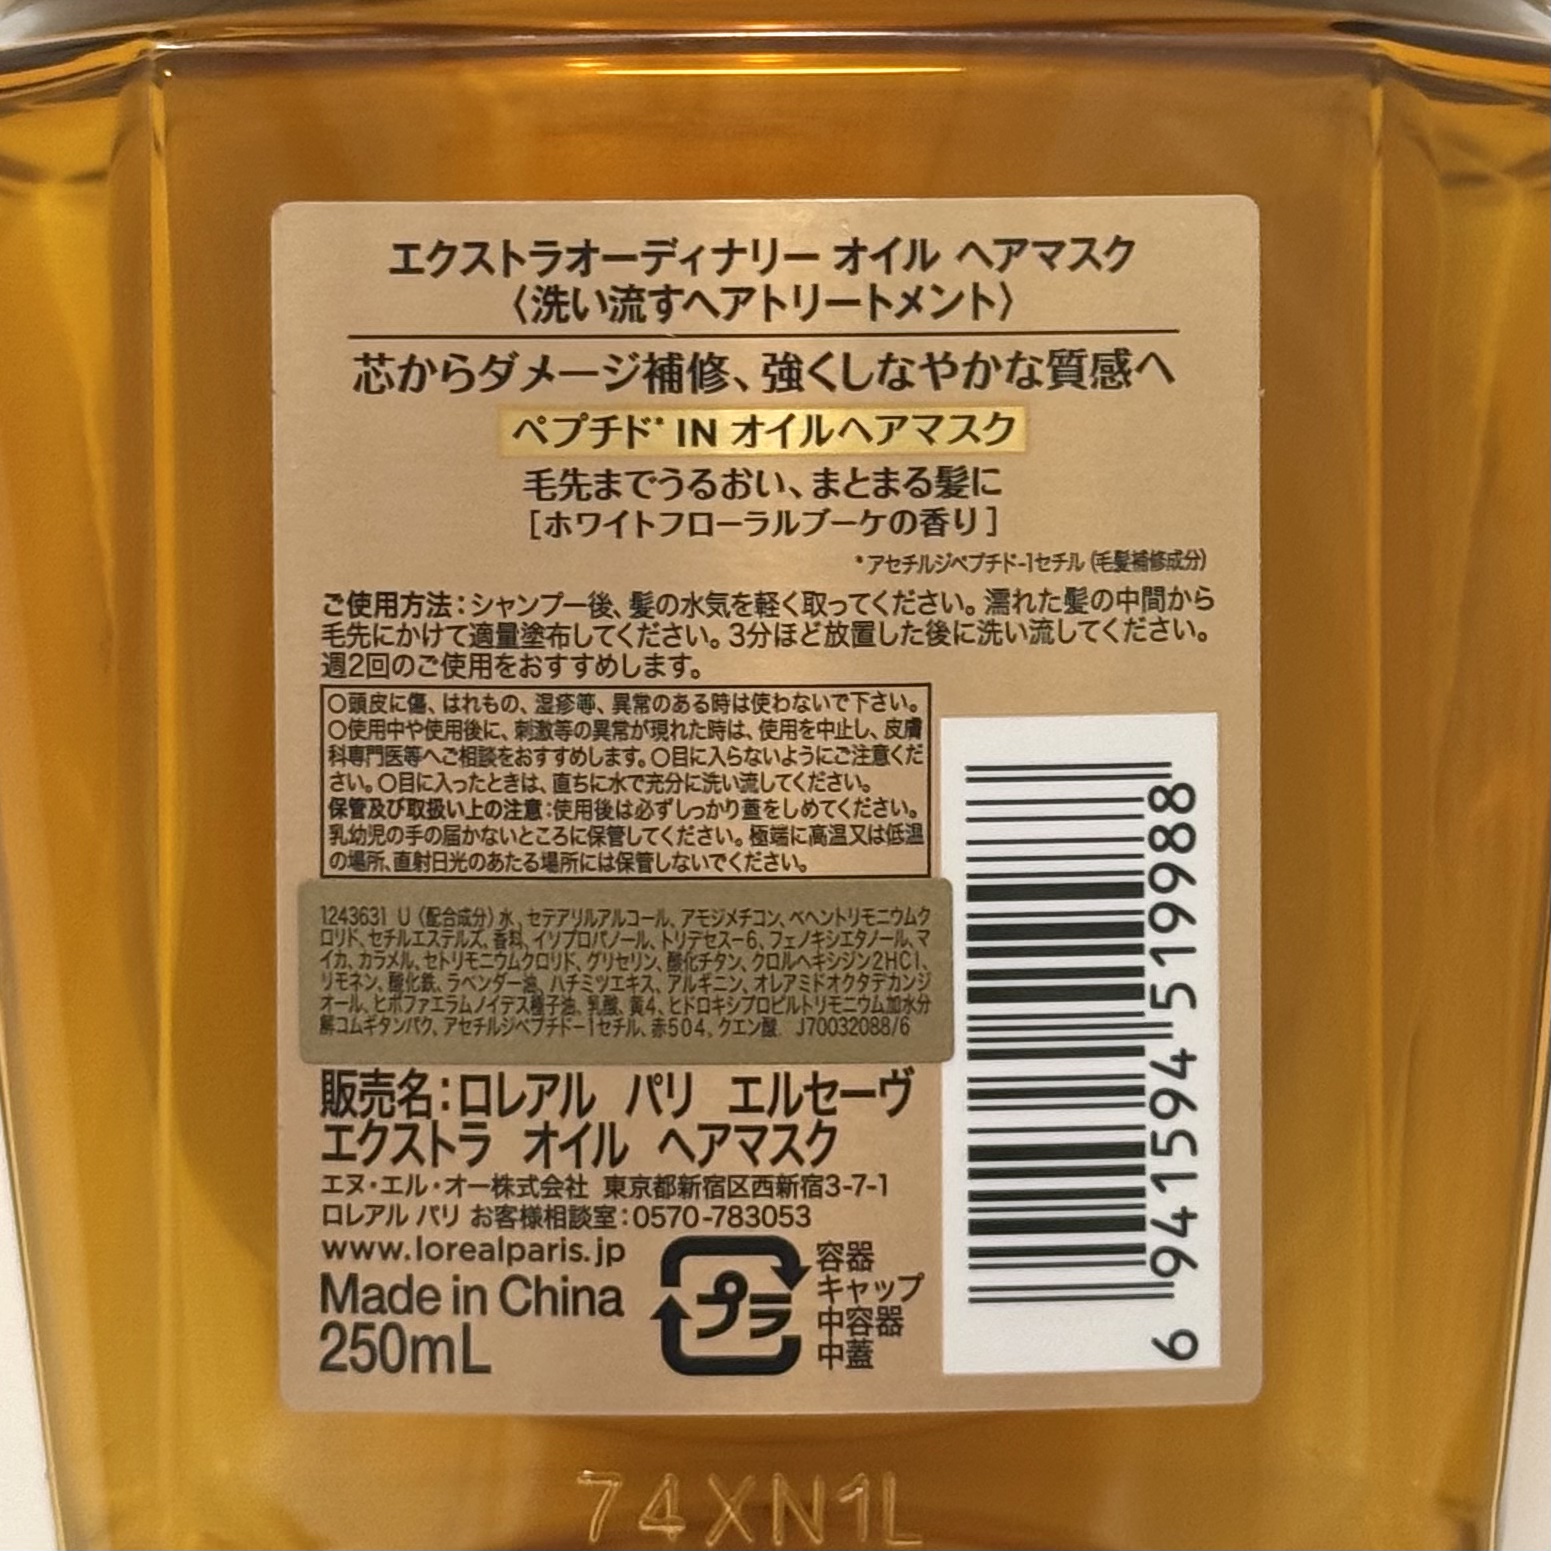 エクストラオーディナリー オイル ヘアマスク
〈洗い流すヘアトリートメント〉
芯からダメージ補修、強くしなやかな質感へ
ペプチド* IN オイルヘアマスク
毛先までうるおい、まとまる髪に
[ホワイトフローラルブーケの香り]
*アセチルジペプチド-1セチル (毛髪補修成分)
ご使用方法：シャンプー後、髪の水気を軽く取ってください。濡れた髪の中間から
毛先にかけて適量塗布してください。3分ほど放置した後に洗い流してください。
週2回のご使用をおすすめします。
○頭皮に傷、はれもの、湿疹等、異常のある時は使わないで下さい。
○使用中や使用後に、刺激等の異常が現れた時は、使用を中止し、皮膚
科専門医等へご相談をおすすめします。○目に入らないようにご注意くだ
さい。○目に入ったときは、直ちに水で充分に洗い流してください。
保管及び取扱い上の注意：使用後は必ずしっかり蓋をしめてください。
乳幼児の手の届かないところに保管してください。極端に高温又は低温
の場所、直射日光のあたる場所には保管しないでください。
1243631 U (配合成分) 水、セテアリルアルコール、アモジメチコン、ベヘントリモニウムク
ロリド、セチルエステルズ、香料、イソプロパノール、トリデセス-6、フェノキシエタノール、マ
イカ、カラメル、セトリモニウムクロリド、グリセリン、酸化チタン、クロルヘキシジン2HCl、
リモネン、酸化鉄、ラベンダー油、ハチミツエキス、アルギニン、オレアミドオクタデカンジ
オール、ヒポファエラムノイデス種子油、乳酸、黄4、ヒドロキシプロピルトリモニウム加水分
解コムギタンパク、アセチルジペプチド-1セチル、赤504、クエン酸. J70032088/6
販売名：ロレアル パリ エルセーヴ
エクストラ オイル ヘアマスク
エヌ・エル・オー株式会社 東京都新宿区西新宿3-7-1
ロレアル パリ お客様相談室：0570-783053
www.lorealparis.jp
Made in China
250mL
プラ
容器
キャップ
中容器
中蓋
9 6941594519988
74XN1L